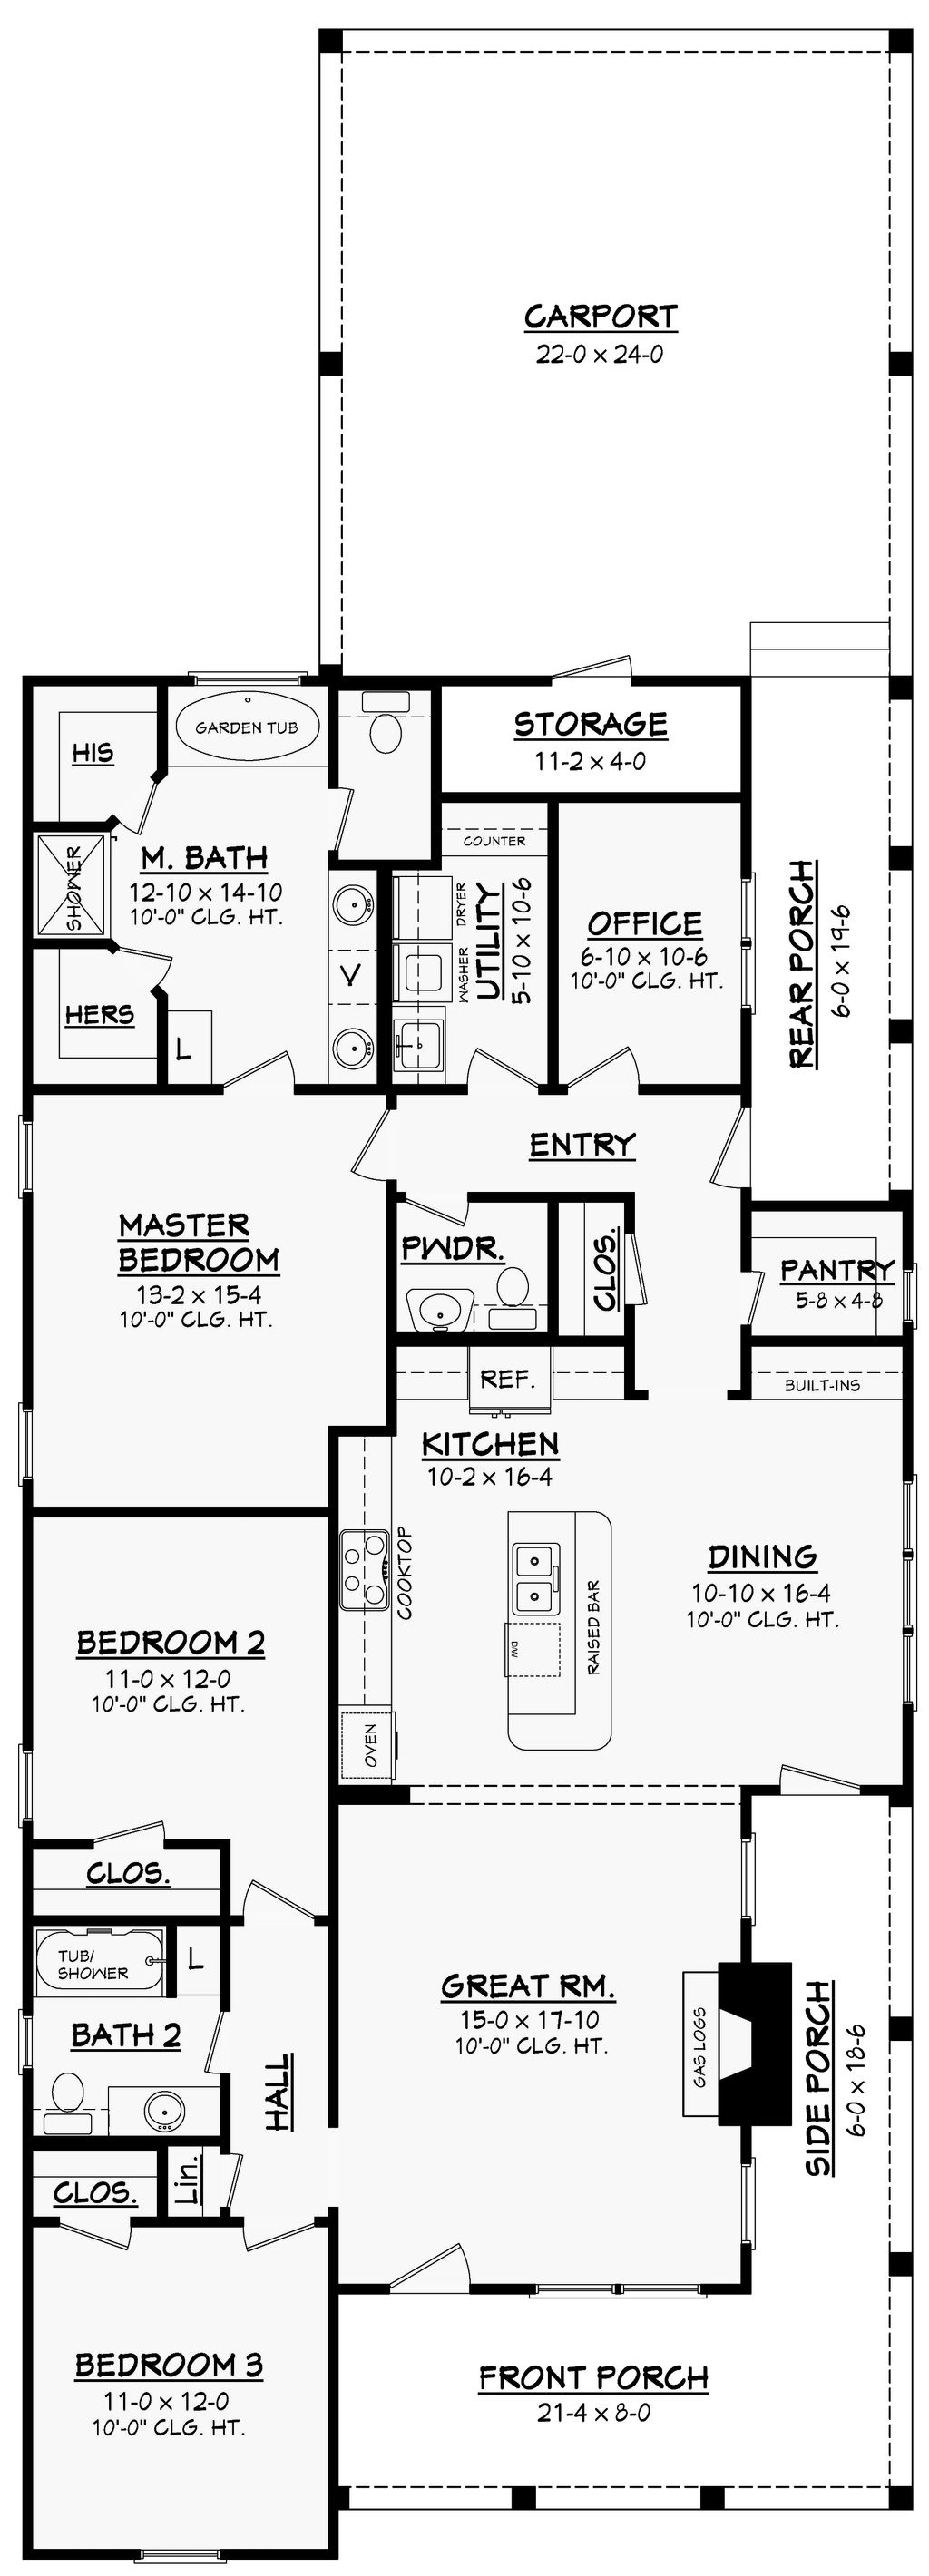 CARPORT
22-0 x 24-0
GARDEN TUB
HIS
STORAGE
11-2 x 4-0
COUNTER
SHOWER
M. BATH
12-10 x 14-10
10'-0" CLG. HT.
DRYER
WASHER
UTILITY
5-10 x 10-6
OFFICE
6-10 x 10-6
10'-0" CLG. HT.
REAR PORCH
6-0 x 19-6
V
HERS
L
ENTRY
MASTER
BEDROOM
13-2 x 15-4
10'-0" CLG. HT.
PWDR.
CLOS.
PANTRY
5-8 x 4-8
REF.
BUILT-INS
KITCHEN
10-2 x 16-4
COOKTOP
DINING
10-10 x 16-4
10'-0" CLG. HT.
RAISED BAR
D/W
OVEN
BEDROOM 2
11-0 x 12-0
10'-0" CLG. HT.
CLOS.
TUB/
SHOWER
L
BATH 2
GREAT RM.
15-0 x 17-10
10'-0" CLG. HT.
GAS LOGS
SIDE PORCH
6-0 x 18-6
HALL
CLOS.
Lin.
BEDROOM 3
11-0 x 12-0
10'-0" CLG. HT.
FRONT PORCH
21-4 x 8-0